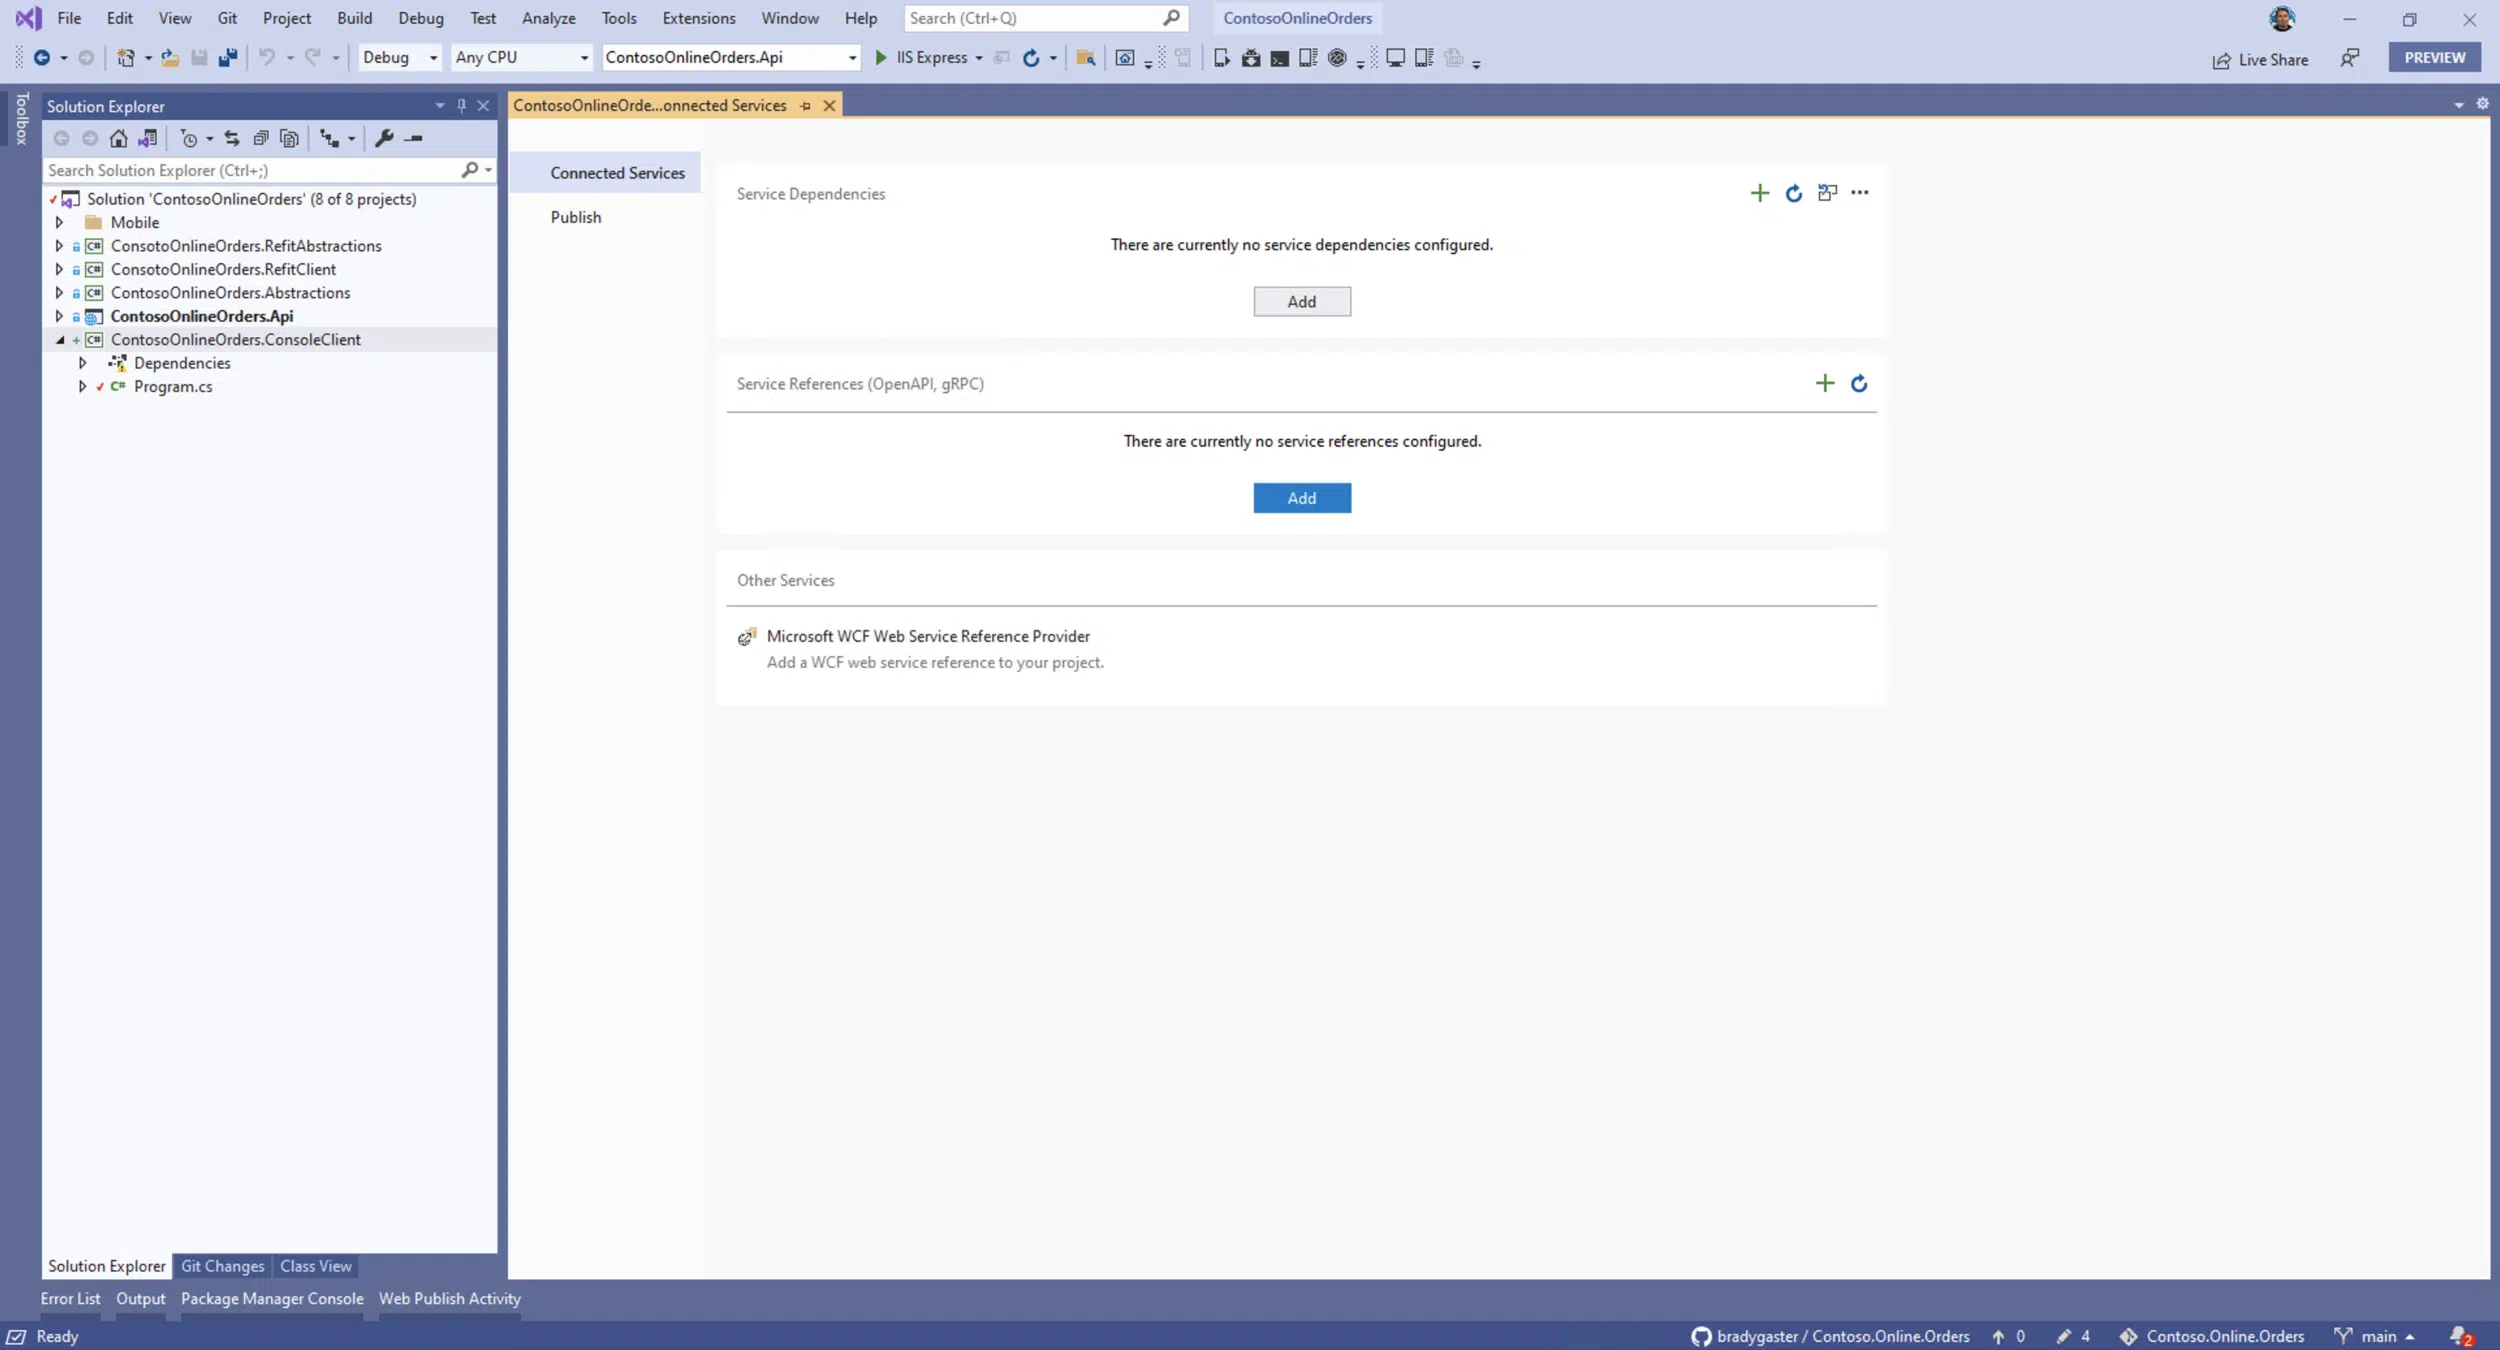 File Edit View Git Project Build Debug Test Analyze Tools Extensions Window Help Search (Ctrl+Q) ContosoOnlineOrders
Debug Any CPU ContosoOnlineOrders.Api IIS Express Live Share PREVIEW
Toolbox
Solution Explorer
ContosoOnlineOrde...onnected Services
Search Solution Explorer (Ctrl+;)
Solution 'ContosoOnlineOrders' (8 of 8 projects)
Mobile
ConsotoOnlineOrders.RefitAbstractions
ConsotoOnlineOrders.RefitClient
ContosoOnlineOrders.Abstractions
ContosoOnlineOrders.Api
ContosoOnlineOrders.ConsoleClient
Dependencies
C# Program.cs
Connected Services
Publish
Service Dependencies
There are currently no service dependencies configured.
Add
Service References (OpenAPI, gRPC)
There are currently no service references configured.
Add
Other Services
Microsoft WCF Web Service Reference Provider
Add a WCF web service reference to your project.
Solution Explorer Git Changes Class View
Error List Output Package Manager Console Web Publish Activity
Ready bradygaster / Contoso.Online.Orders 0 4 Contoso.Online.Orders main 2